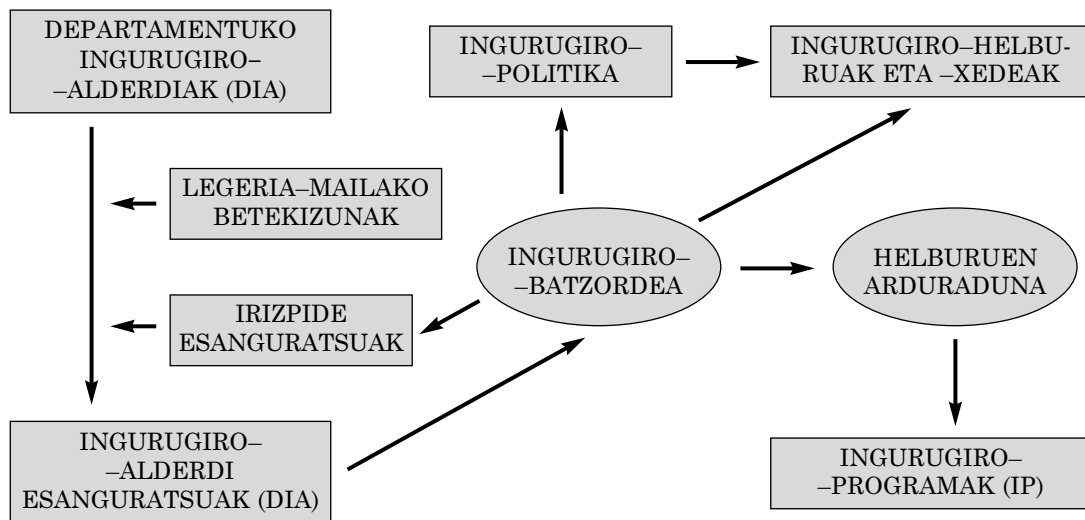 DEPARTAMENTUKO
INGURUGIRO–
–ALDERDIAK (DIA)
INGURUGIRO–
–POLITIKA
INGURUGIRO–HELBU-
RUAK ETA –XEDEAK
LEGERIA–MAILAKO
BETEKIZUNAK
INGURUGIRO–
–BATZORDEA
HELBURUEN
ARDURADUNA
IRIZPIDE
ESANGURATSUAK
INGURUGIRO–
–ALDERDI
ESANGURATSUAK (DIA)
INGURUGIRO–
–PROGRAMAK (IP)